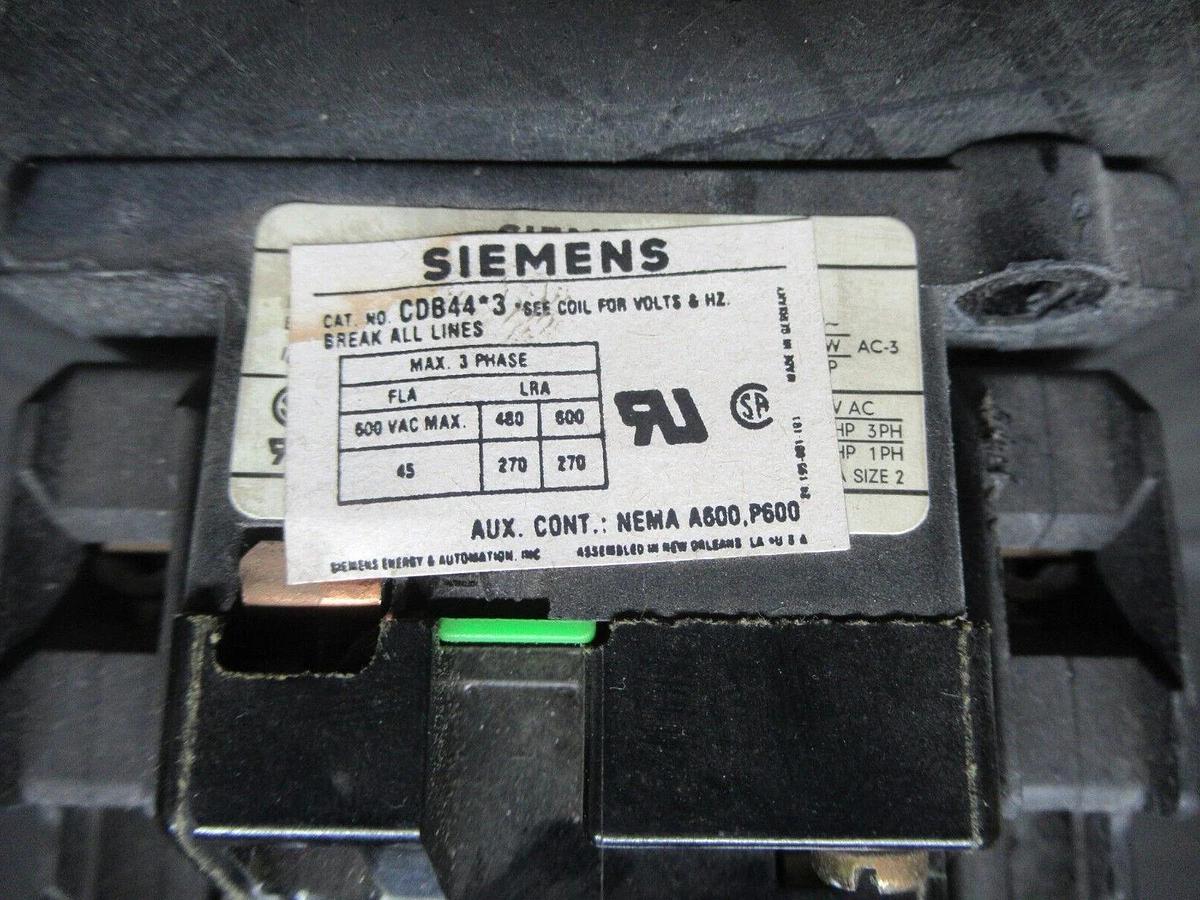 SIEMENS
CAT. NO. CDB44*3 *SEE COIL FOR VOLTS & HZ.
BREAK ALL LINES
MAX. 3 PHASE
FLA LRA
600 VAC MAX. 480 600
45 270 270
AUX. CONT.: NEMA A600,P600
SIEMENS ENERGY & AUTOMATION, INC ASSEMBLED IN NEW ORLEANS LA
MADE IN GERMANY
W AC-3
P
V AC
HP 3PH
HP 1PH
A SIZE 2